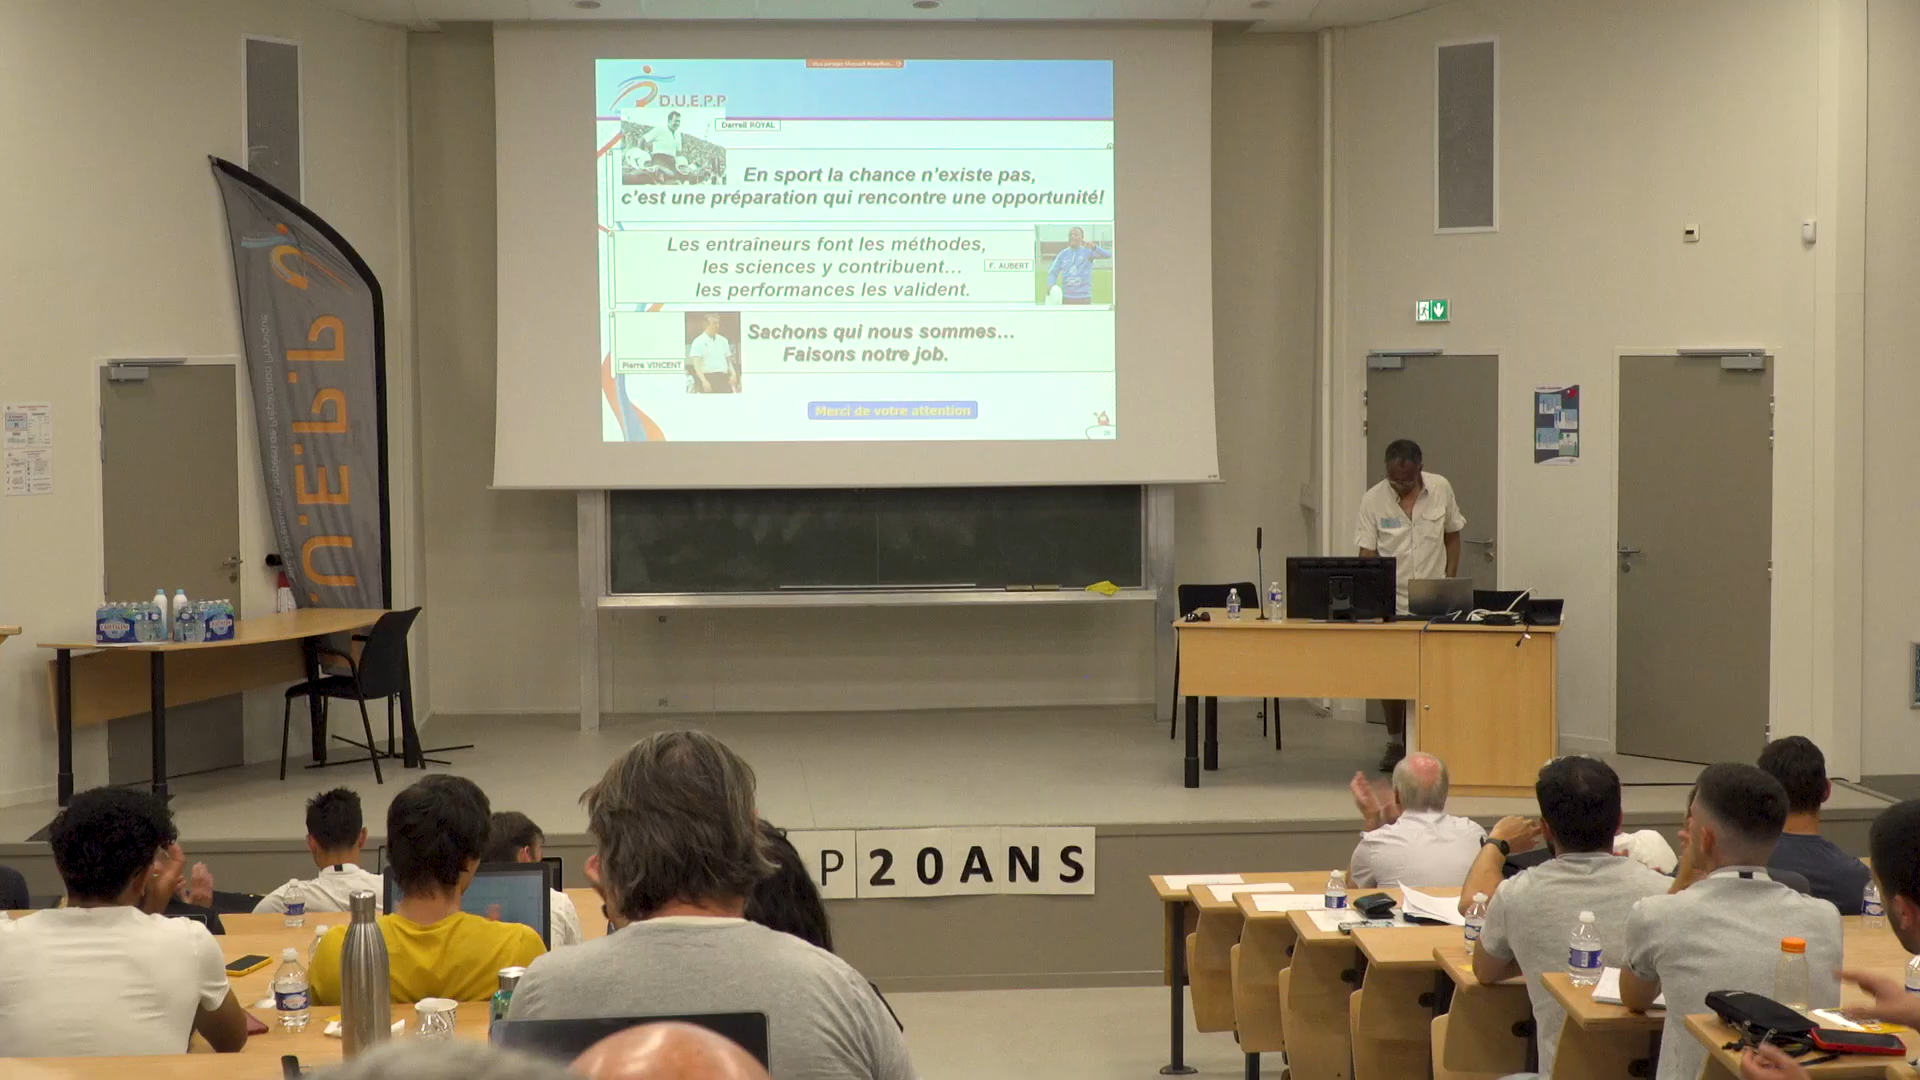 D.U.E.P.P
Darrell ROYAL
En sport la chance n'existe pas,
c'est une préparation qui rencontre une opportunité!
Les entraîneurs font les méthodes,
les sciences y contribuent...
F. AUBERT
les performances les valident.
Sachons qui nous sommes...
Faisons notre job.
Pierre VINCENT
Merci de votre attention
D.U.E.P.P
P20ANS